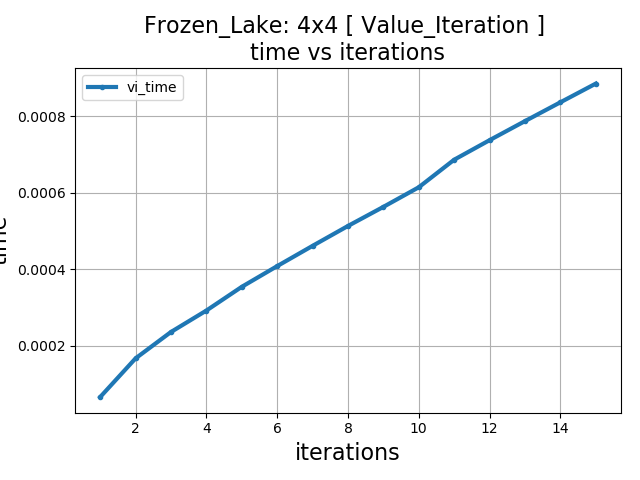 Frozen_Lake: 4x4 [ Value_Iteration ]
time vs iterations
vi_time
0.0008
0.0006
0.0004
0.0002
time
2 4 6 8 10 12 14
iterations